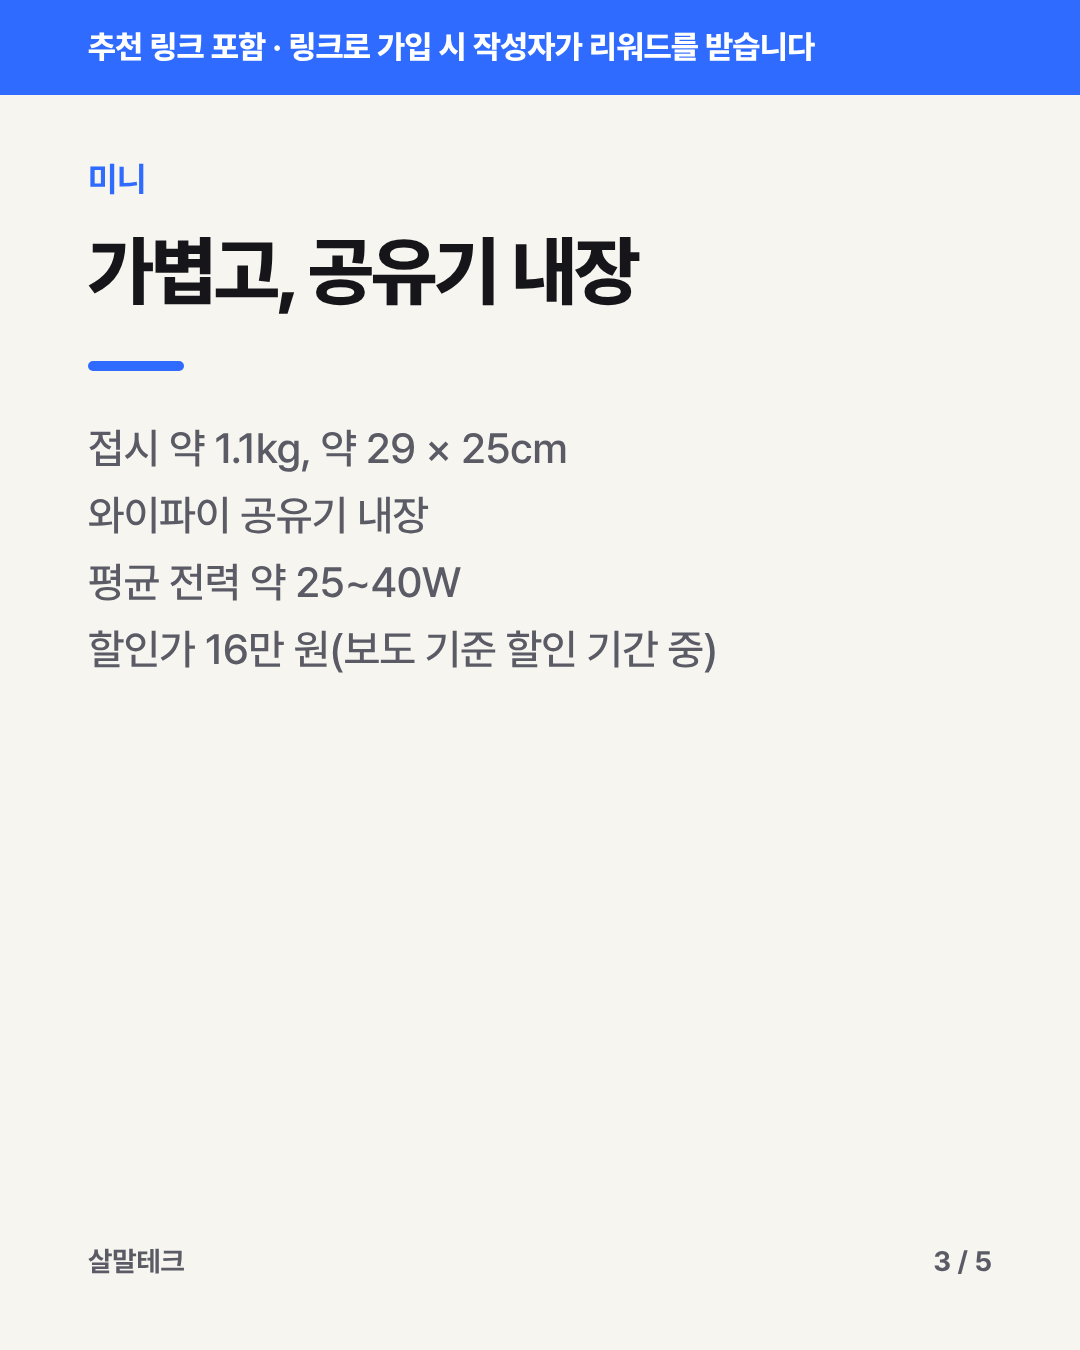 추천 링크 포함 · 링크로 가입 시 작성자가 리워드를 받습니다
미니
가볍고, 공유기 내장
접시 약 1.1kg, 약 29 × 25cm
와이파이 공유기 내장
평균 전력 약 25~40W
할인가 16만 원(보도 기준 할인 기간 중)
살말테크
3 / 5